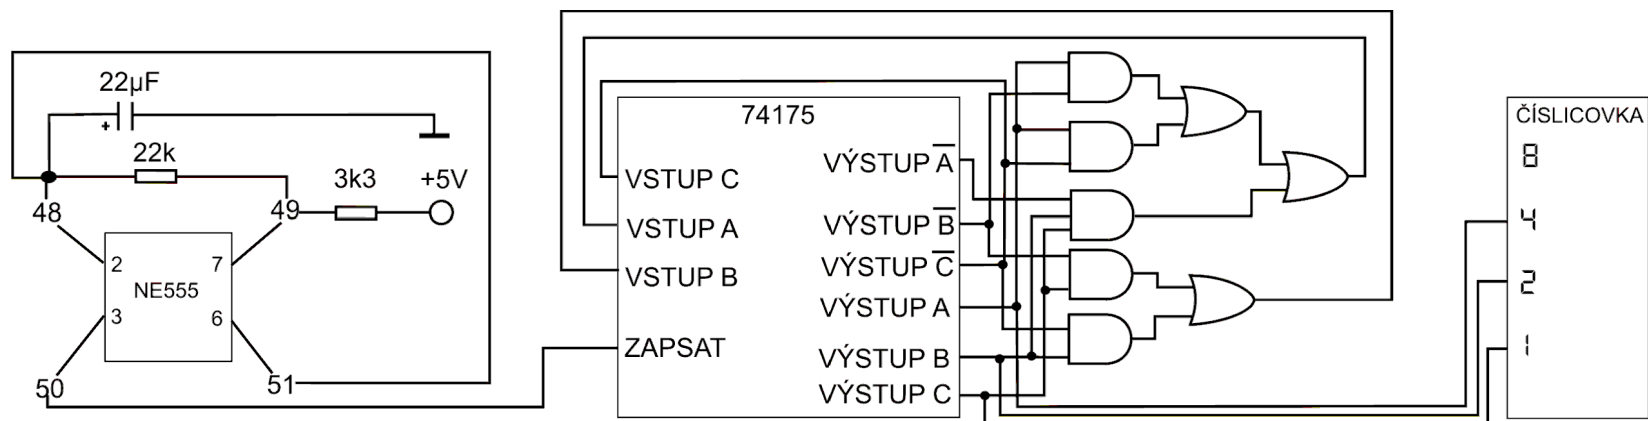 22µF
+
22k
3k3
+5V
48
49
2
7
NE555
3
6
50
51
74175
VSTUP C
VSTUP A
VSTUP B
ZAPSAT
VÝSTUP A̅
VÝSTUP B̅
VÝSTUP C̅
VÝSTUP A
VÝSTUP B
VÝSTUP C
ČÍSLICOVKA
8
4
2
1